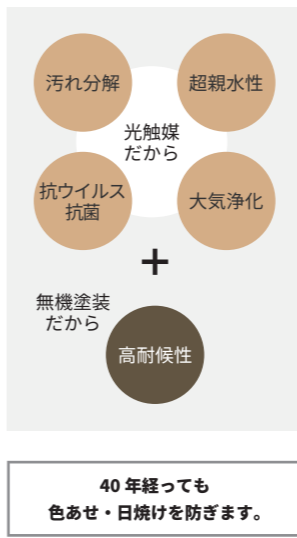 汚れ分解
超親水性
光触媒
だから
抗ウイルス
抗菌
大気浄化
+
無機塗装
だから
高耐候性
40年経っても
色あせ・日焼けを防ぎます。